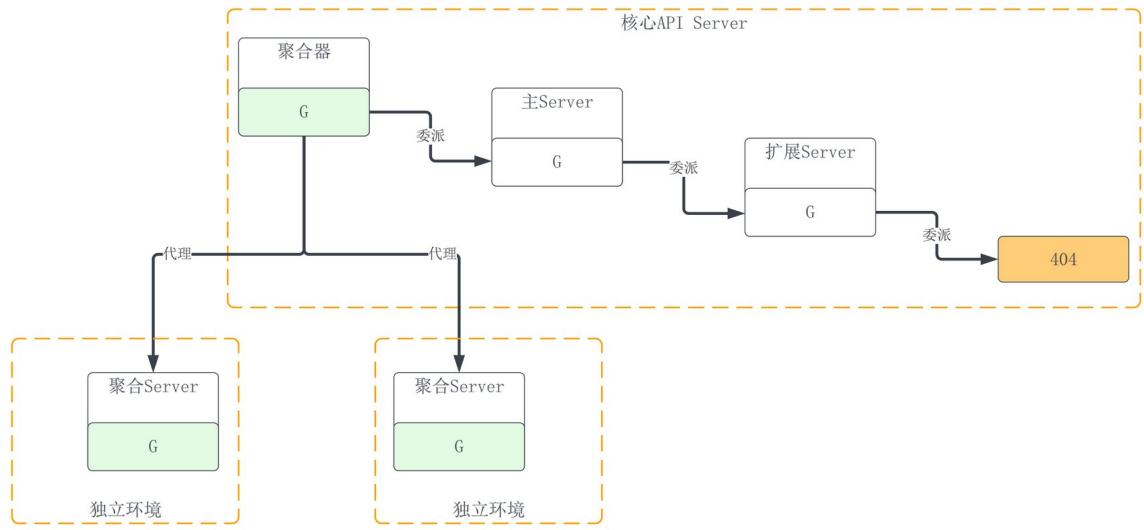 核心API Server
聚合器
G
委派
主Server
G
委派
扩展Server
G
委派
404
代理
代理
聚合Server
G
独立环境
聚合Server
G
独立环境